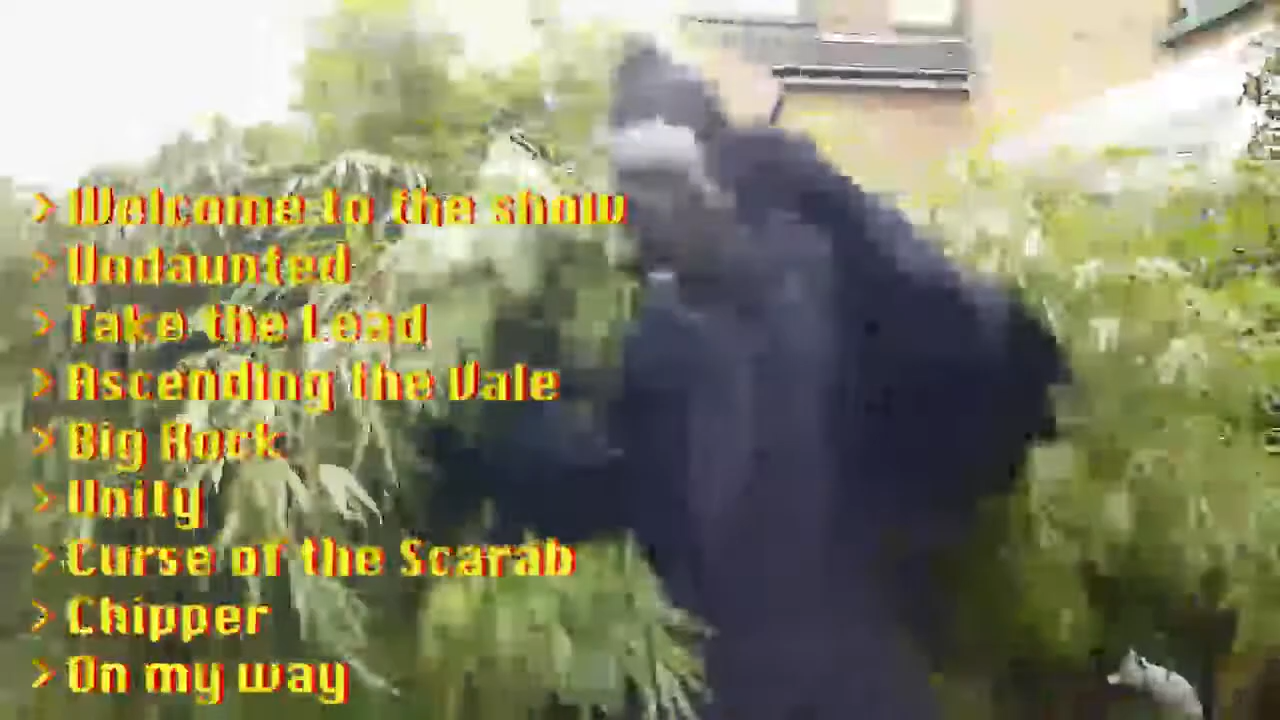 > Welcome to the show
> Undaunted
> Take the Lead
> Ascending the Vale
> Big Rock
> Unity
> Curse of the Scarab
> Chipper
> On my way